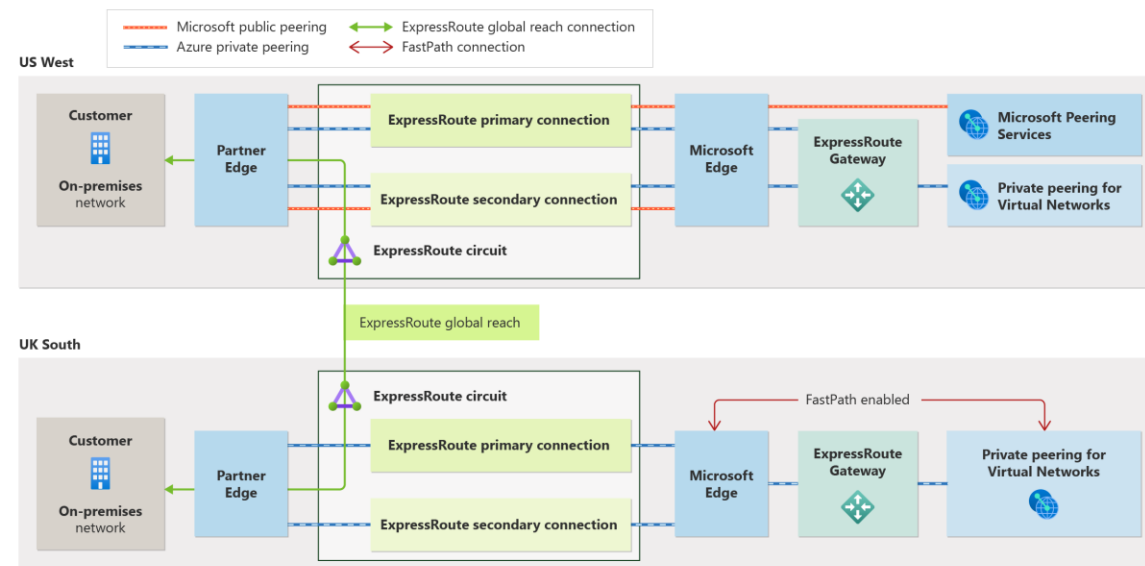 Microsoft public peering
ExpressRoute global reach connection
Azure private peering
FastPath connection
US West
Customer
On-premises
network
Partner
Edge
ExpressRoute primary connection
ExpressRoute secondary connection
ExpressRoute circuit
Microsoft
Edge
ExpressRoute
Gateway
Microsoft Peering
Services
Private peering for
Virtual Networks
ExpressRoute global reach
UK South
ExpressRoute circuit
Customer
On-premises
network
Partner
Edge
ExpressRoute primary connection
ExpressRoute secondary connection
Microsoft
Edge
FastPath enabled
ExpressRoute
Gateway
Private peering for
Virtual Networks